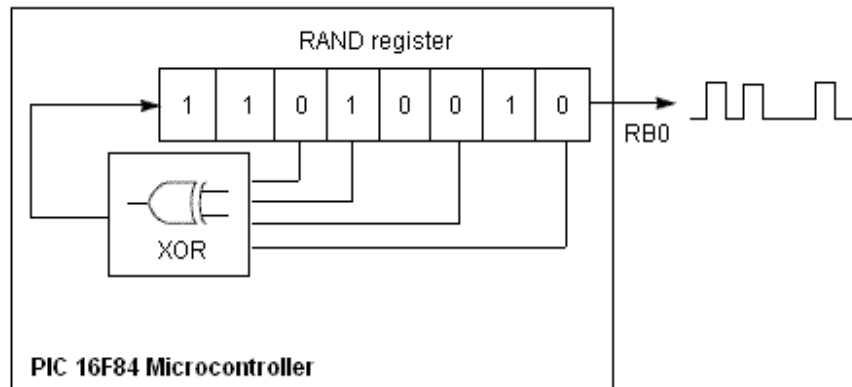 RAND register
1 1 0 1 0 0 1 0
RB0
XOR
PIC 16F84 Microcontroller